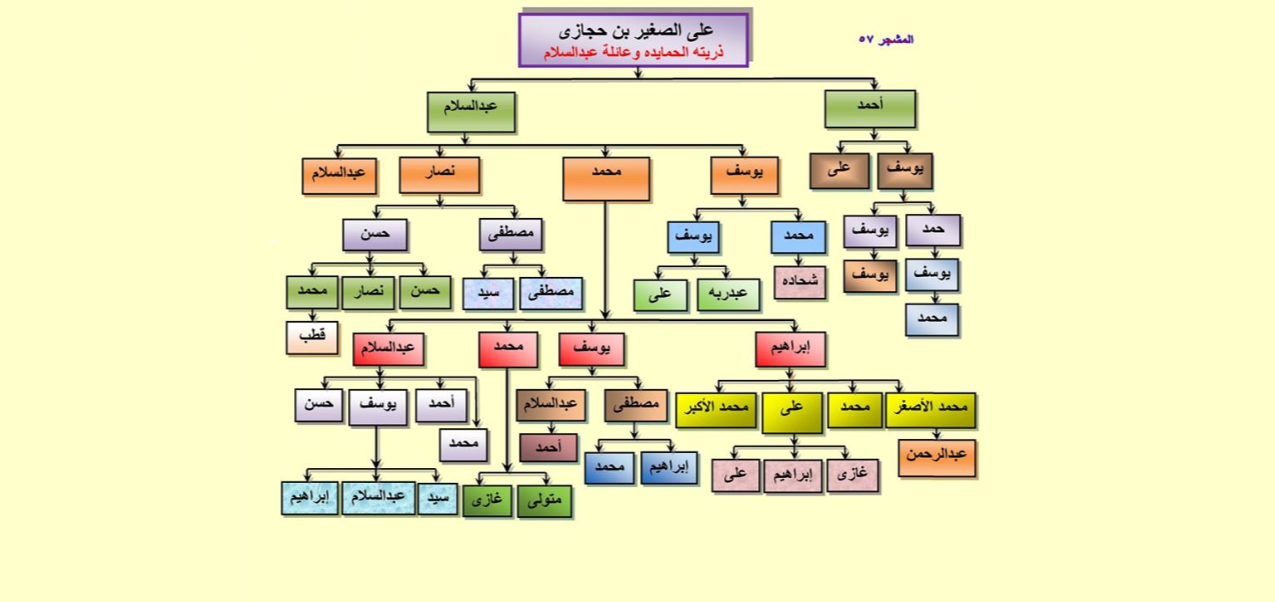 المشجر ٥٧
على الصغير بن حجازى
ذريته الحمايده وعائلة عبدالسلام
أحمد
عبدالسلام
يوسف
على
يوسف
محمد
نصار
عبدالسلام
حمد
يوسف
محمد
يوسف
مصطفى
حسن
يوسف
يوسف
شحاده
عبدربه
على
مصطفى
سيد
حسن
نصار
محمد
محمد
قطب
إبراهيم
يوسف
محمد
عبدالسلام
محمد الأصغر
محمد
على
محمد الأكبر
مصطفى
عبدالسلام
أحمد
يوسف
حسن
محمد
عبدالرحمن
غازى
إبراهيم
على
إبراهيم
محمد
أحمد
متولى
غازى
سيد
عبدالسلام
إبراهيم